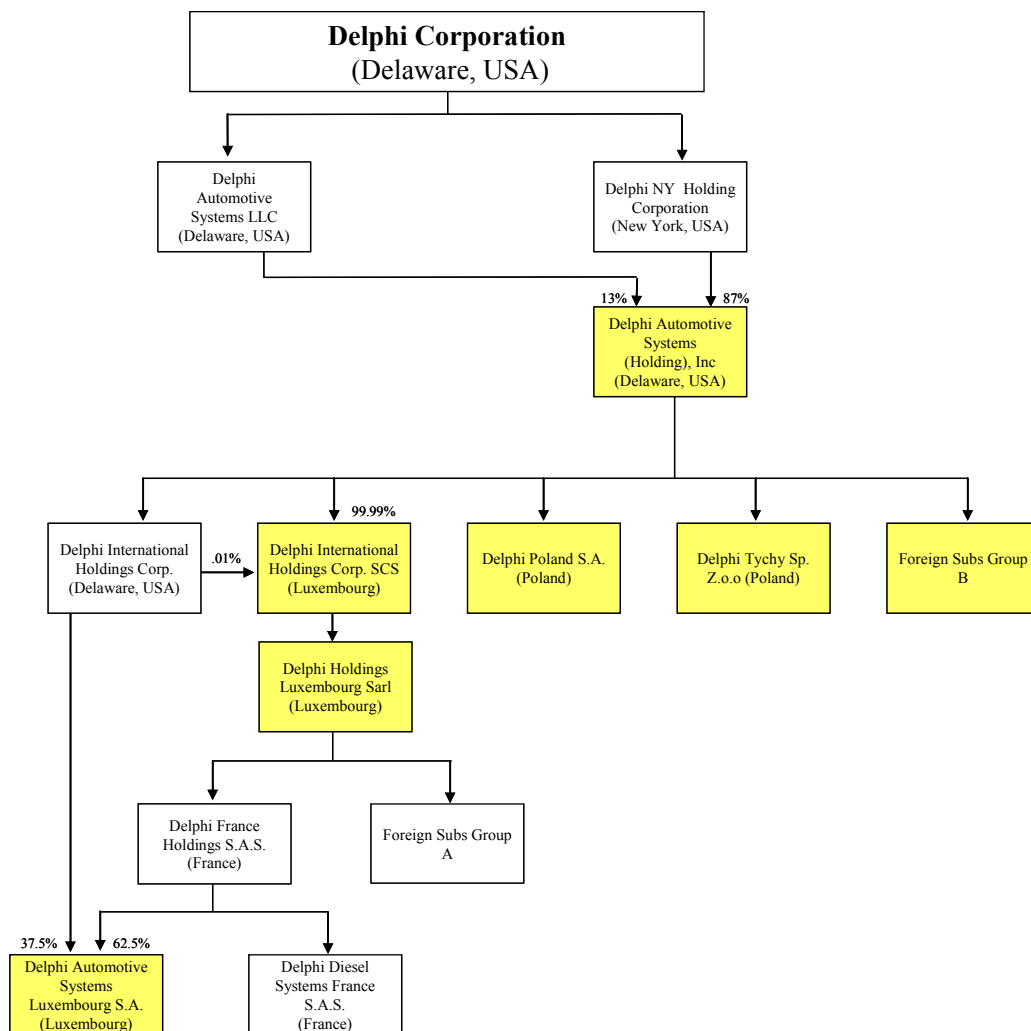 Delphi Corporation
(Delaware, USA)
Delphi
Automotive
Systems LLC
(Delaware, USA)
Delphi NY Holding
Corporation
(New York, USA)
13%
87%
Delphi Automotive
Systems
(Holding), Inc
(Delaware, USA)
99.99%
Delphi International
Holdings Corp.
(Delaware, USA)
.01%
Delphi International
Holdings Corp. SCS
(Luxembourg)
Delphi Poland S.A.
(Poland)
Delphi Tychy Sp.
Z.o.o (Poland)
Foreign Subs Group
B
Delphi Holdings
Luxembourg Sarl
(Luxembourg)
Delphi France
Holdings S.A.S.
(France)
Foreign Subs Group
A
37.5%
62.5%
Delphi Automotive
Systems
Luxembourg S.A.
(Luxembourg)
Delphi Diesel
Systems France
S.A.S.
(France)